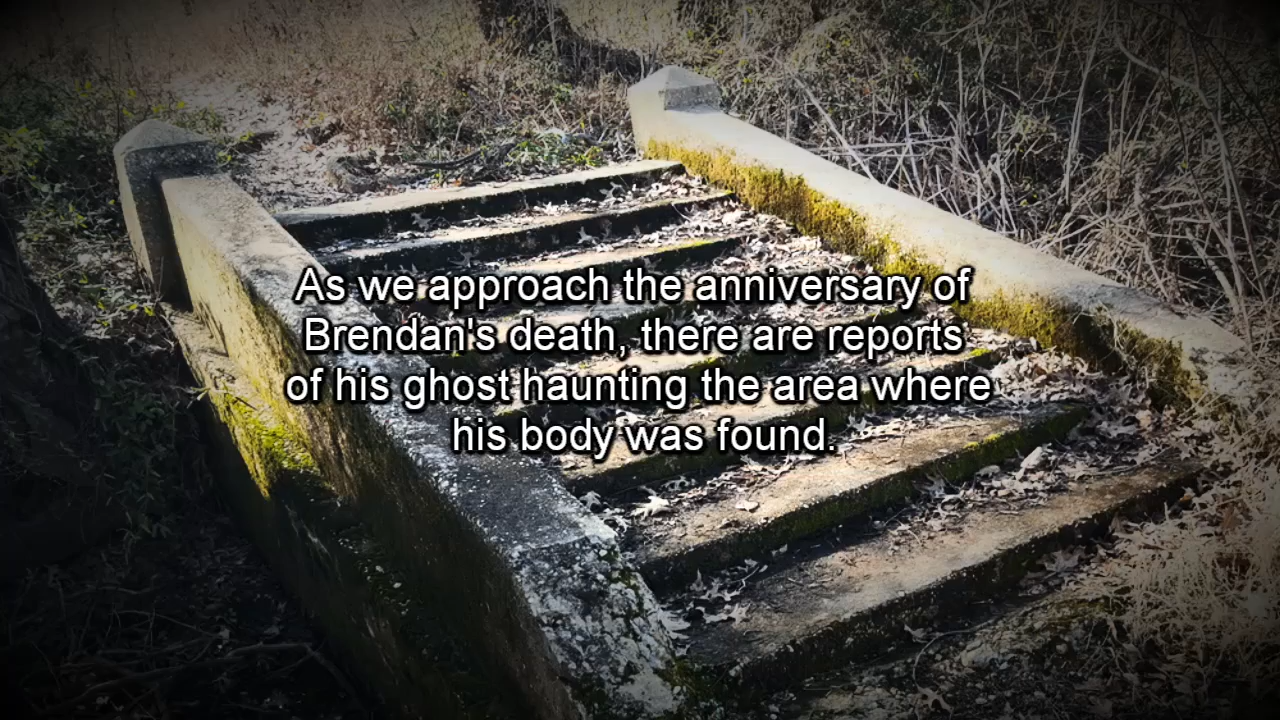 As we approach the anniversary of
Brendan's death, there are reports
of his ghost haunting the area where
his body was found.